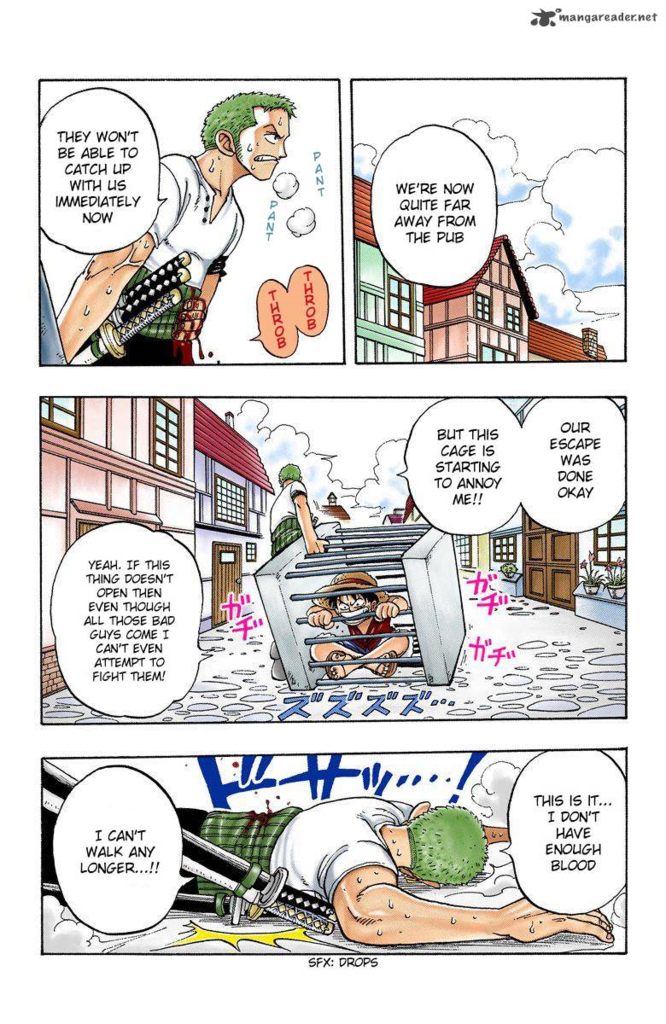 mangareader.net
WE'RE NOW
QUITE FAR
AWAY FROM
THE PUB
THEY WON'T
BE ABLE TO
CATCH UP
WITH US
IMMEDIATELY
NOW
PANT
PANT
THROB
THROB
OUR
ESCAPE
WAS
DONE
OKAY
BUT THIS
CAGE IS
STARTING
TO ANNOY
ME!!
YEAH. IF THIS
THING DOESN'T
OPEN THEN
EVEN THOUGH
ALL THOSE BAD
GUYS COME I
CAN'T EVEN
ATTEMPT TO
FIGHT THEM!
ガヂ
ガヂ
ガヂ
ズズズズ...
THIS IS IT...
I DON'T
HAVE
ENOUGH
BLOOD
ドサッ...!
I CAN'T
WALK ANY
LONGER...!!
SFX: DROPS